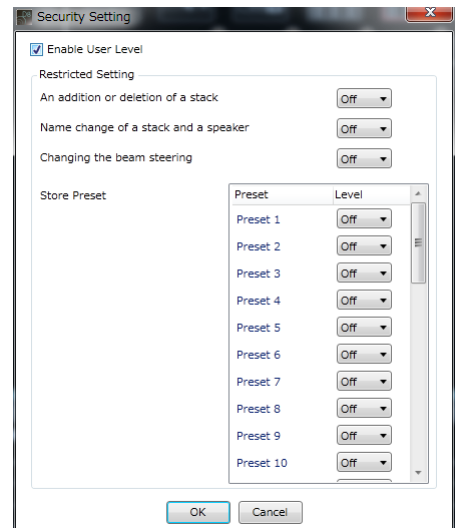 Security Setting
Enable User Level
Restricted Setting
An addition or deletion of a stack Off
Name change of a stack and a speaker Off
Changing the beam steering Off
Store Preset
Preset Level
Preset 1 Off
Preset 2 Off
Preset 3 Off
Preset 4 Off
Preset 5 Off
Preset 6 Off
Preset 7 Off
Preset 8 Off
Preset 9 Off
Preset 10 Off
OK Cancel